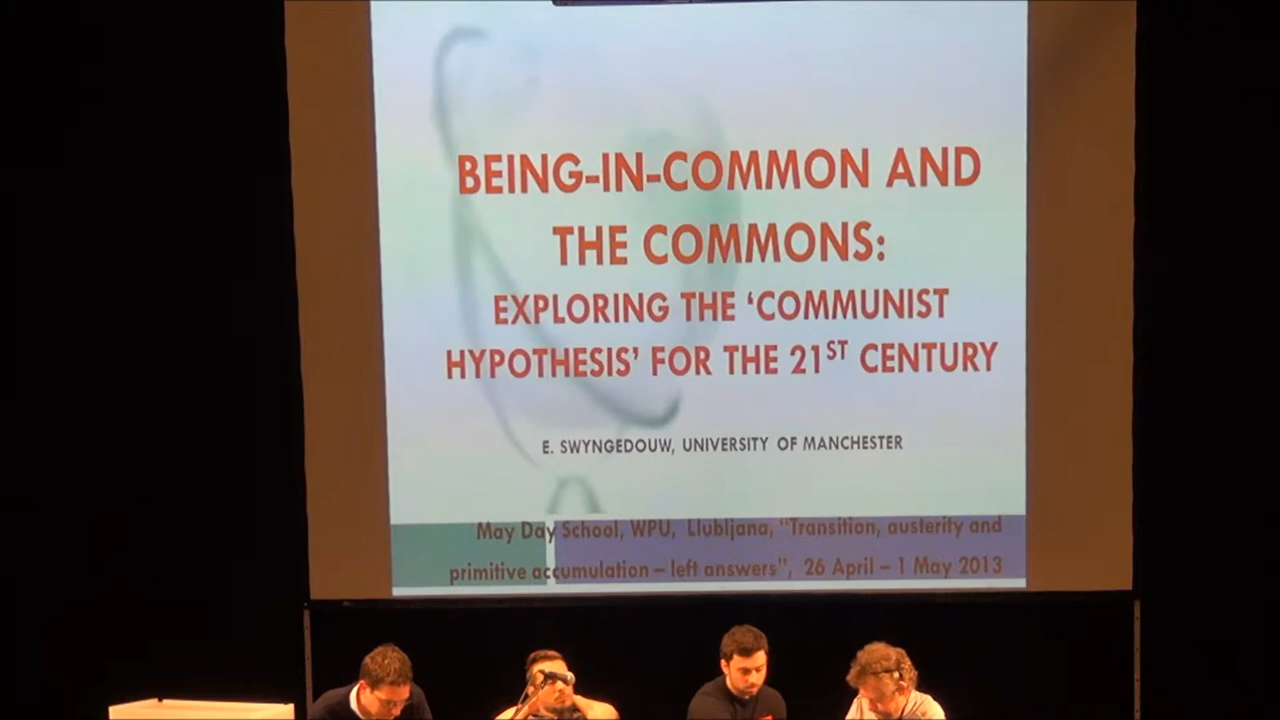 BEING-IN-COMMON AND
THE COMMONS:
EXPLORING THE ‘COMMUNIST
HYPOTHESIS’ FOR THE 21ST CENTURY
E. SWYNGEDOUW, UNIVERSITY OF MANCHESTER
May Day School, WPU, Llubljana, "Transition, austerity and
primitive accumulation – left answers", 26 April – 1 May 2013